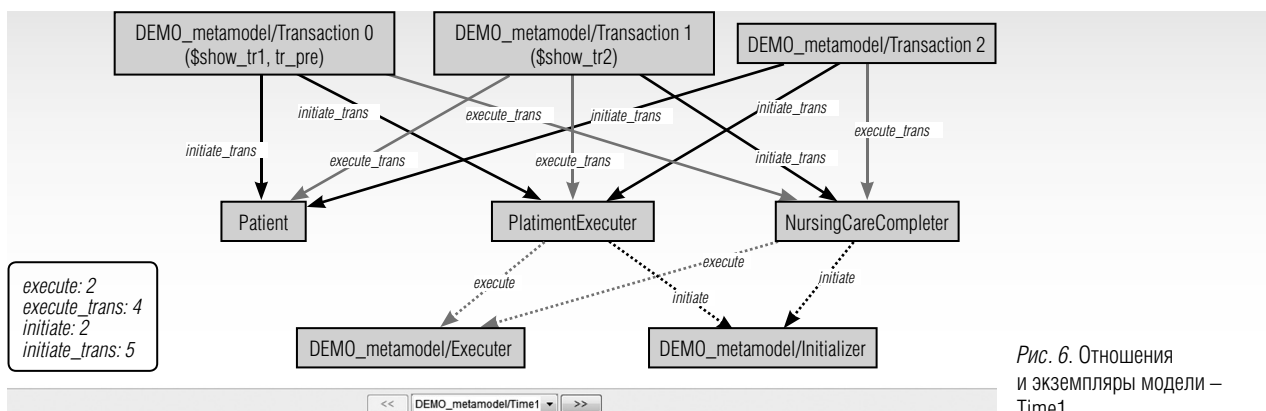 DEMO_metamodel/Transaction 0
($show_tr1, tr_pre)
DEMO_metamodel/Transaction 1
($show_tr2)
DEMO_metamodel/Transaction 2
initiate_trans
execute_trans
initiate_trans
initiate_trans
execute_trans
initiate_trans
execute_trans
execute_trans
initiate_trans
Patient
PlatimentExecuter
NursingCareCompleter
execute
initiate
execute
initiate
execute: 2
execute_trans: 4
initiate: 2
initiate_trans: 5
DEMO_metamodel/Executer
DEMO_metamodel/Initializer
<< DEMO_metamodel/Time1 >>
Рис. 6. Отношения
и экземпляры модели –
Time1